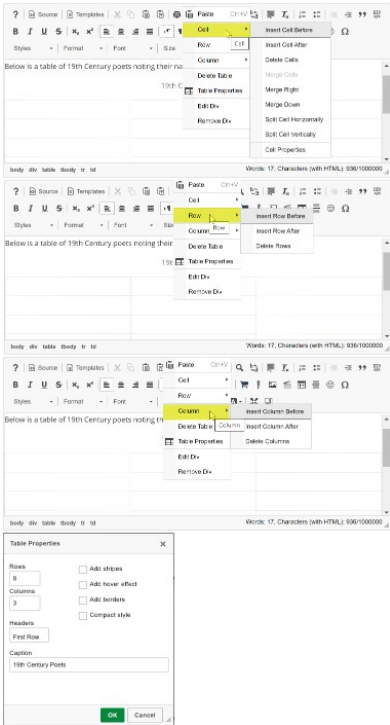 ? Source Templates Paste Ctrl+V
B I U S x₂ x² Cell Insert Cell Before
Styles Format Font Size Row Cell Insert Cell After
Below is a table of 19th Century poets noting their na
Column Delete Cells
19th C
Delete Table Merge Cells
Table Properties Merge Right
Edit Div Merge Down
Remove Div Split Cell Horizontally
Split Cell Vertically
Cell Properties
body div table tbody tr td Words: 17, Characters (with HTML): 936/1000000
? Source Templates Paste Ctrl+V
B I U S x₂ x² Cell
Styles Format Font Row Insert Row Before
Column Row Insert Row After
Below is a table of 19th Century poets noting their
Delete Table Delete Rows
Table Properties
Edit Div
Remove Div
body div table tbody tr td Words: 17, Characters (with HTML): 936/1000000
? Source Templates Paste Ctrl+V
B I U S x₂ x² Cell
Styles Format Font Row
Column Insert Column Before
Below is a table of 19th Century poets noting th
Delete Table Column Insert Column After
Table Properties Delete Columns
Edit Div
Remove Div
body div table tbody tr td Words: 17, Characters (with HTML): 936/1000000
Table Properties
Rows
8
Columns
3
Headers
First Row
Add stripes
Add hover effect
Add borders
Compact style
Caption
19th Century Poets
OK Cancel